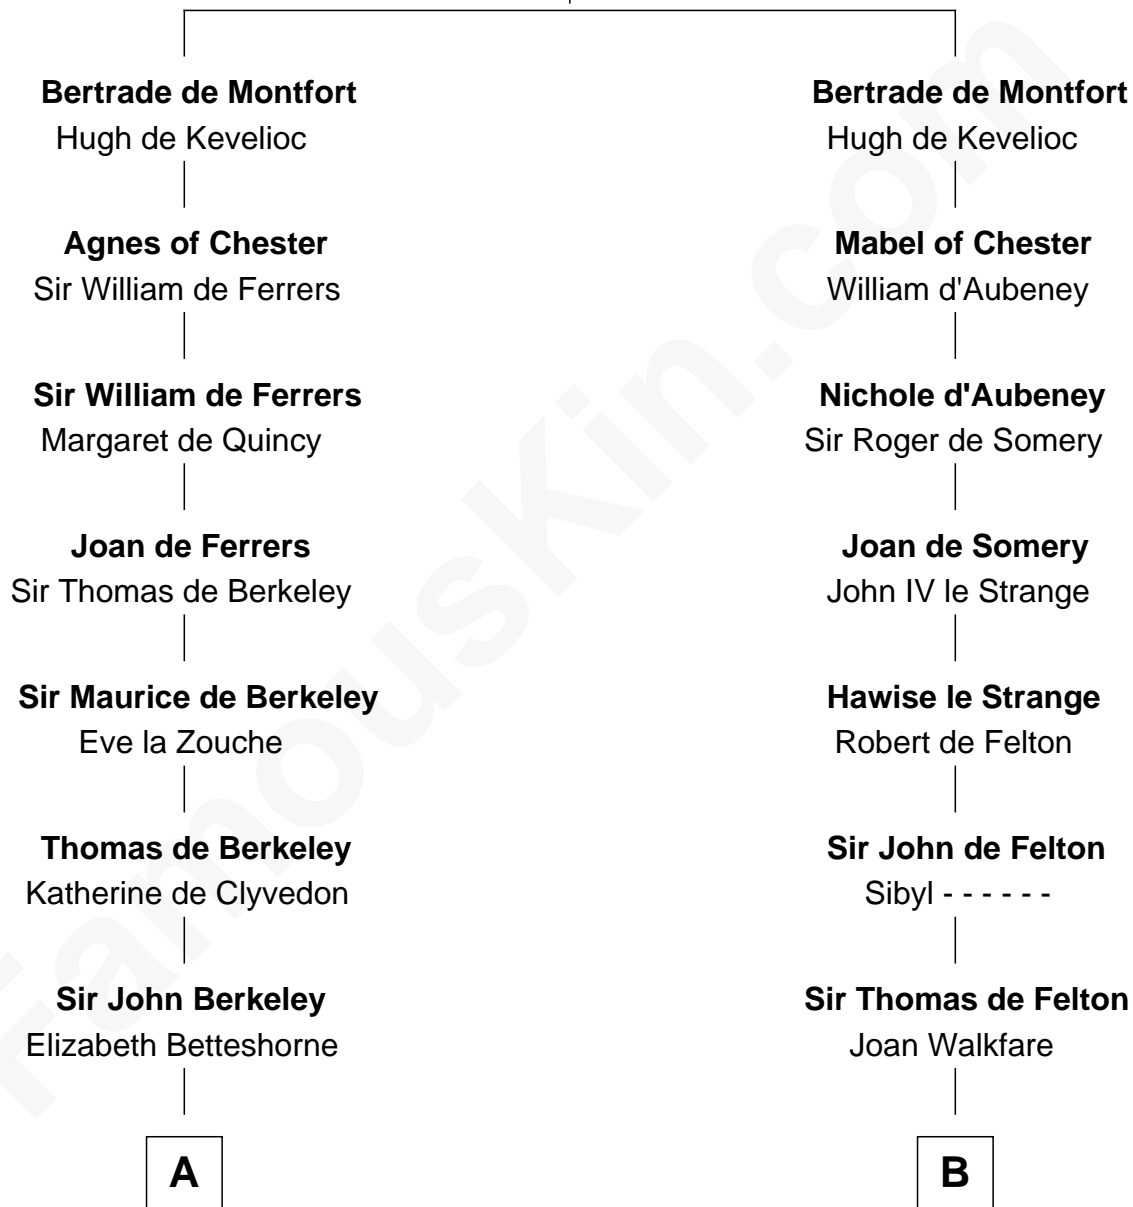 Bertrade de Montfort
Hugh de Kevelioc
Agnes of Chester
Sir William de Ferrers
Sir William de Ferrers
Margaret de Quincy
Joan de Ferrers
Sir Thomas de Berkeley
Sir Maurice de Berkeley
Eve la Zouche
Thomas de Berkeley
Katherine de Clyvedon
Sir John Berkeley
Elizabeth Betteshorne
A
Bertrade de Montfort
Hugh de Kevelioc
Mabel of Chester
William d'Aubeney
Nichole d'Aubeney
Sir Roger de Somery
Joan de Somery
John IV le Strange
Hawise le Strange
Robert de Felton
Sir John de Felton
Sibyl - - - - - -
Sir Thomas de Felton
Joan Walkfare
B
FamousKin.com